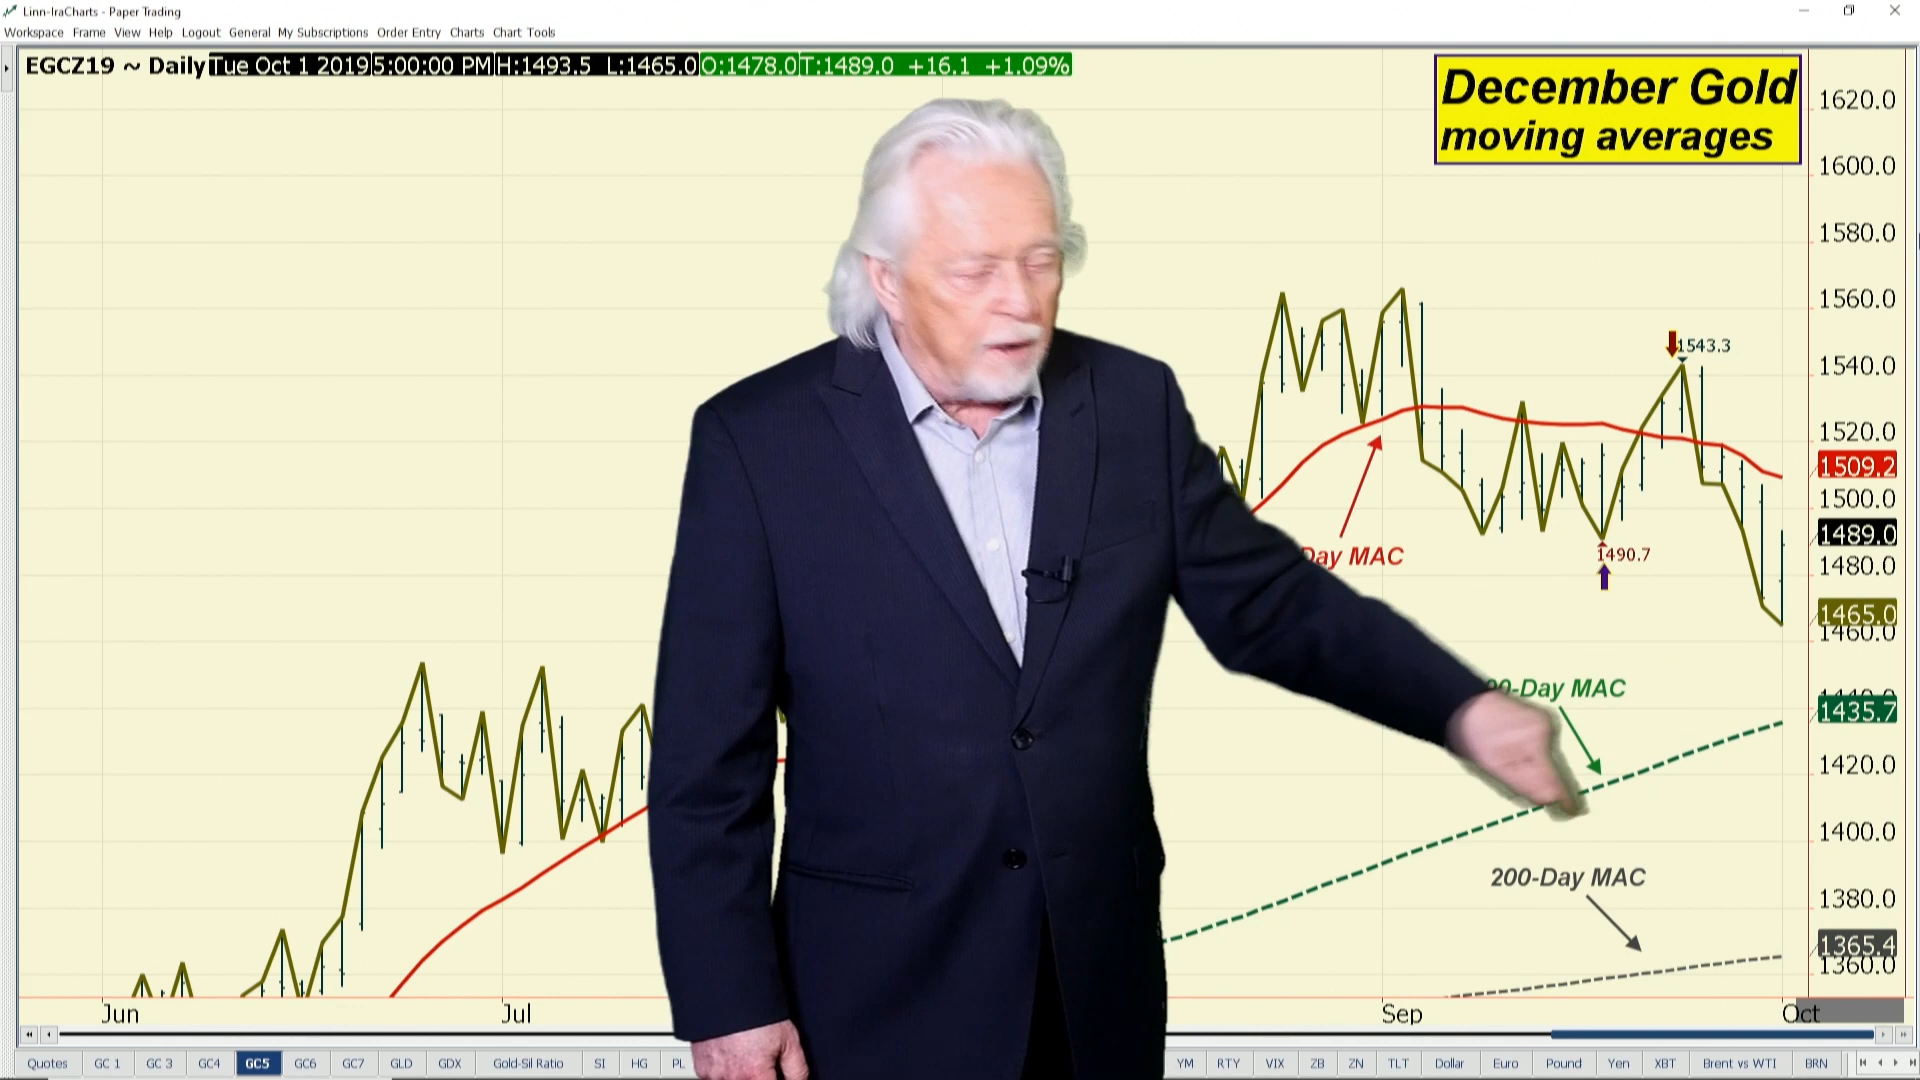 Linn-IraCharts - Paper Trading
Workspace Frame View Help Logout General My Subscriptions Order Entry Charts Chart Tools
EGCZ19 ~ Daily Tue Oct 1 2019 5:00:00 PM H:1493.5 L:1465.0 O:1478.0 T:1489.0 +16.1 +1.09%
December Gold
moving averages
1620.0
1600.0
1580.0
1560.0
1543.3
1540.0
1520.0
1509.2
1500.0
1489.0
Day MAC
1490.7
1480.0
1465.0
1460.0
-Day MAC
1435.7
1420.0
1400.0
200-Day MAC
1380.0
1365.4
1360.0
Jun Jul Sep Oct
Quotes GC 1 GC 3 GC4 GC5 GC6 GC7 GLD GDX Gold-Sil Ratio SI HG PL YM RTY VIX ZB ZN TLT Dollar Euro Pound Yen XBT Brent vs WTI BRN